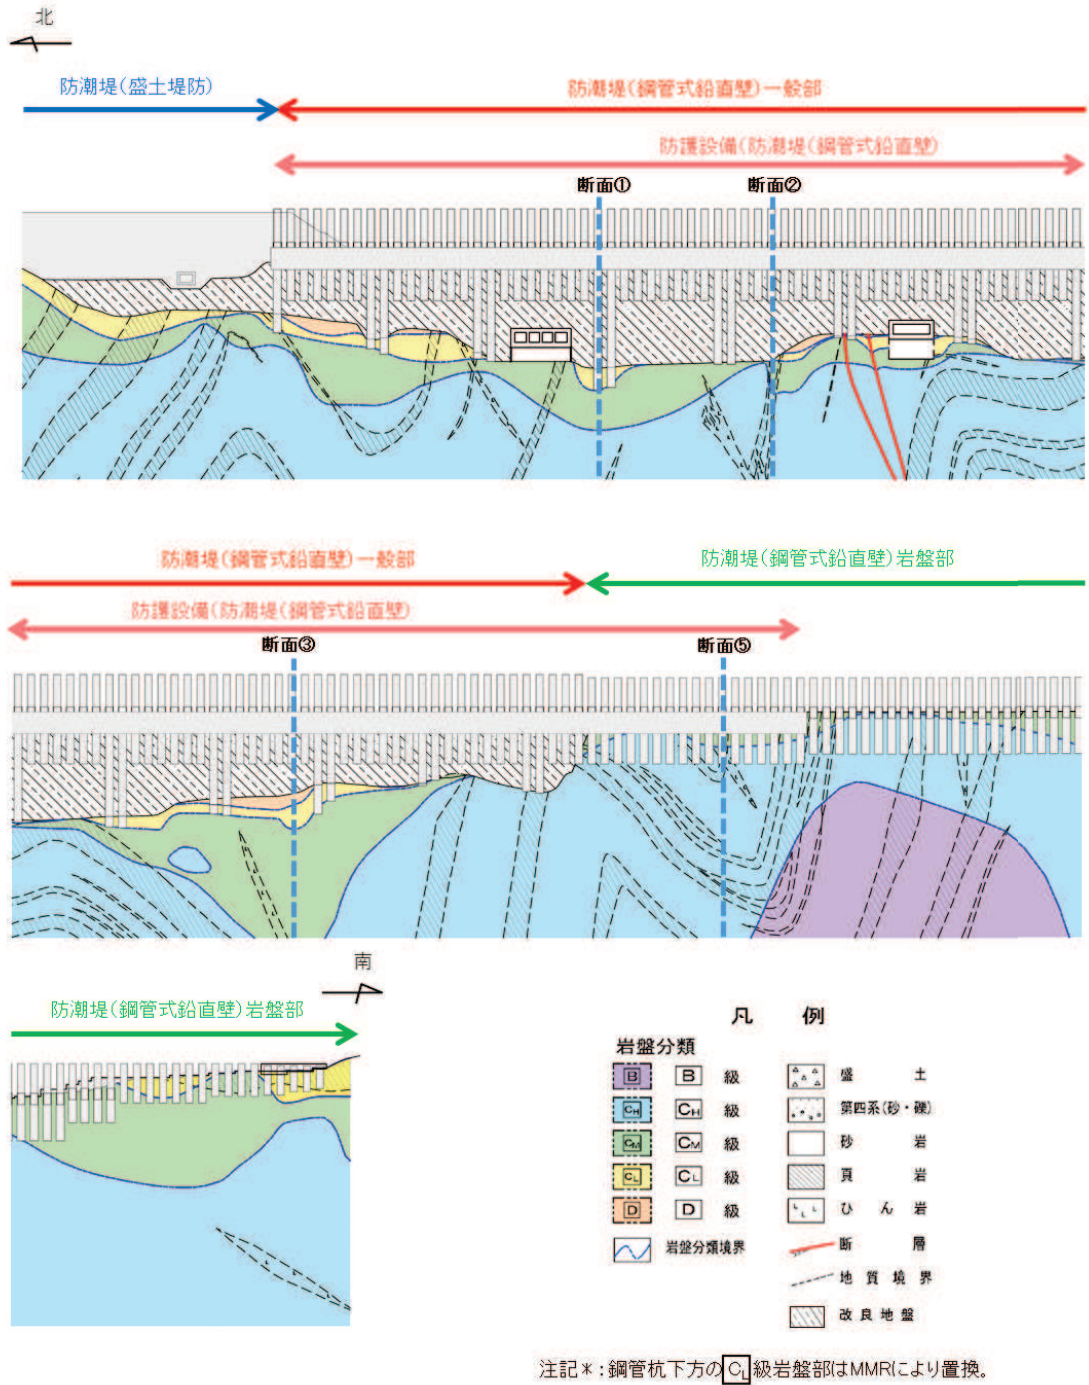 北
防潮堤(盛土堤防)
防潮堤(鋼管式鉛直壁)一般部
防護設備(防潮堤(鋼管式鉛直壁)
断面①
断面②
防潮堤(鋼管式鉛直壁)一般部
防潮堤(鋼管式鉛直壁)岩盤部
防護設備(防潮堤(鋼管式鉛直壁)
断面③
断面⑤
南
防潮堤(鋼管式鉛直壁)岩盤部
凡 例
岩盤分類
B B 級
CH CH 級
CM CM 級
CL CL 級
D D 級
岩盤分類境界
盛 土
第四系(砂・礫)
砂 岩
頁 岩
ひ ん 岩
断 層
地 質 境 界
改 良 地 盤
注記*:鋼管杭下方のCL級岩盤部はMMRにより置換。